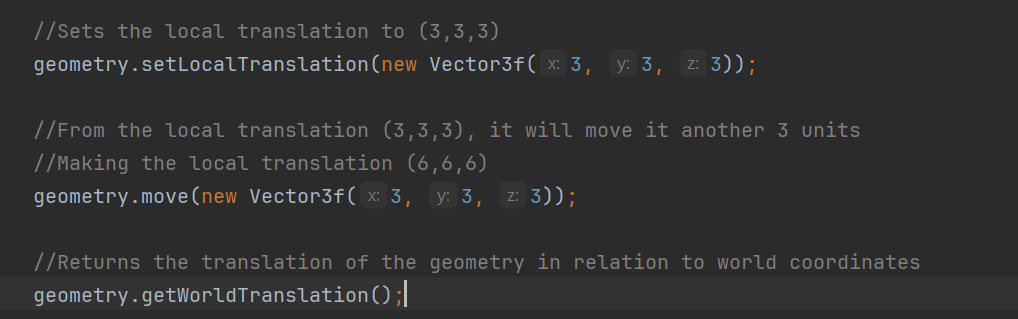 //Sets the local translation to (3,3,3)
geometry.setLocalTranslation(new Vector3f( x: 3, y: 3, z: 3));
//From the local translation (3,3,3), it will move it another 3 units
//Making the local translation (6,6,6)
geometry.move(new Vector3f( x: 3, y: 3, z: 3));
//Returns the translation of the geometry in relation to world coordinates
geometry.getWorldTranslation();